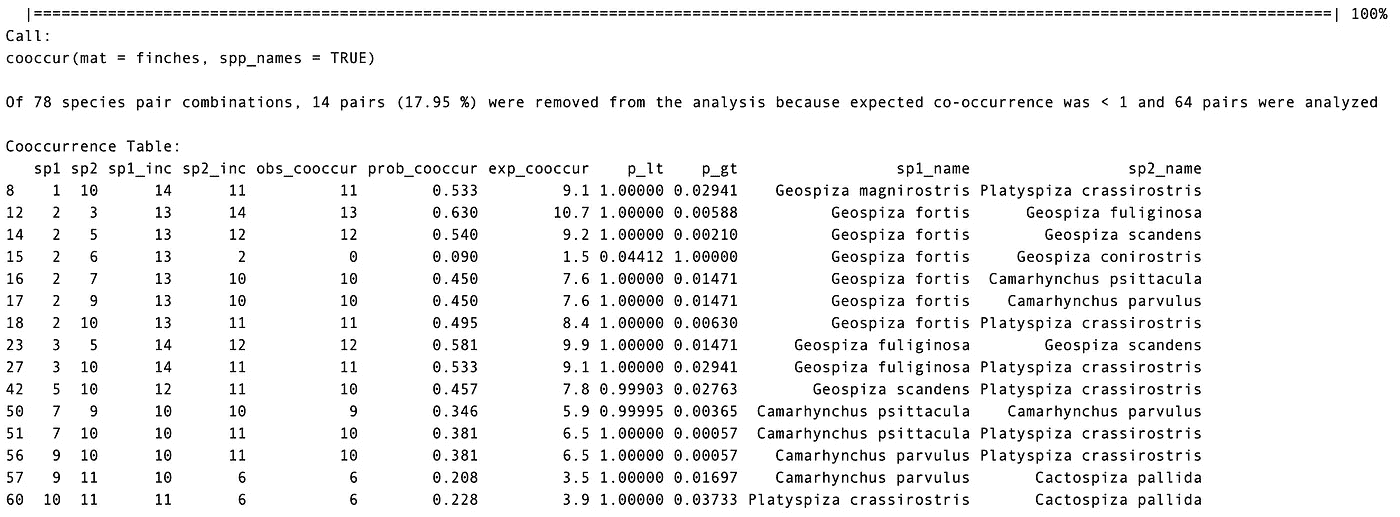 |==================================================================================================================================================| 100%
Call:
cooccur(mat = finches, spp_names = TRUE)
Of 78 species pair combinations, 14 pairs (17.95 %) were removed from the analysis because expected co-occurrence was < 1 and 64 pairs were analyzed
Cooccurrence Table:
sp1 sp2 sp1_inc sp2_inc obs_cooccur prob_cooccur exp_cooccur p_lt p_gt sp1_name sp2_name
8 1 10 14 11 11 0.533 9.1 1.00000 0.02941 Geospiza magnirostris Platyspiza crassirostris
12 2 3 13 14 13 0.630 10.7 1.00000 0.00588 Geospiza fortis Geospiza fuliginosa
14 2 5 13 12 12 0.540 9.2 1.00000 0.00210 Geospiza fortis Geospiza scandens
15 2 6 13 2 0 0.090 1.5 0.04412 1.00000 Geospiza fortis Geospiza conirostris
16 2 7 13 10 10 0.450 7.6 1.00000 0.01471 Geospiza fortis Camarhynchus psittacula
17 2 9 13 10 10 0.450 7.6 1.00000 0.01471 Geospiza fortis Camarhynchus parvulus
18 2 10 13 11 11 0.495 8.4 1.00000 0.00630 Geospiza fortis Platyspiza crassirostris
23 3 5 14 12 12 0.581 9.9 1.00000 0.01471 Geospiza fuliginosa Geospiza scandens
27 3 10 14 11 11 0.533 9.1 1.00000 0.02941 Geospiza fuliginosa Platyspiza crassirostris
42 5 10 12 11 10 0.457 7.8 0.99903 0.02763 Geospiza scandens Platyspiza crassirostris
50 7 9 10 10 9 0.346 5.9 0.99995 0.00365 Camarhynchus psittacula Camarhynchus parvulus
51 7 10 10 11 10 0.381 6.5 1.00000 0.00057 Camarhynchus psittacula Platyspiza crassirostris
56 9 10 10 11 10 0.381 6.5 1.00000 0.00057 Camarhynchus parvulus Platyspiza crassirostris
57 9 11 10 6 6 0.208 3.5 1.00000 0.01697 Camarhynchus parvulus Cactospiza pallida
60 10 11 11 6 6 0.228 3.9 1.00000 0.03733 Platyspiza crassirostris Cactospiza pallida